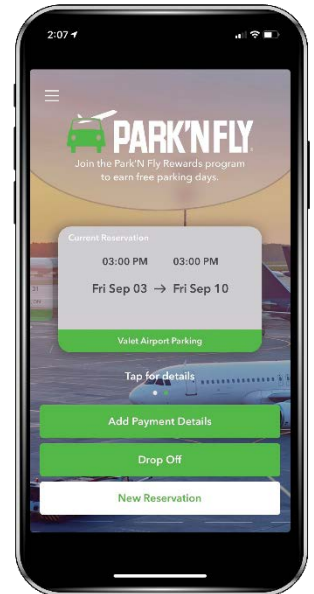 2:07
PARK'N FLY
Join the Park'N Fly Rewards program
to earn free parking days.
Current Reservation
03:00 PM 03:00 PM
Fri Sep 03 → Fri Sep 10
Valet Airport Parking
Tap for details
Add Payment Details
Drop Off
New Reservation